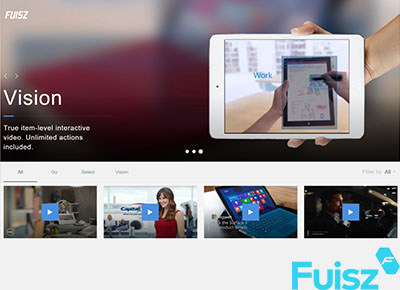 FUISZ
Work
Vision
True item-level interactive
video. Unlimited actions
included.
All Go Select Vision Filter by: All
Capital
Fuisz